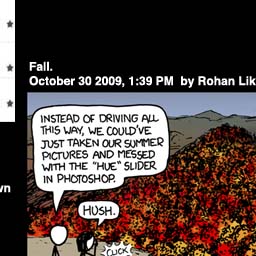 Fall.
October 30 2009, 1:39 PM by Rohan Lik
INSTEAD OF DRIVING ALL
THIS WAY, WE COULD'VE
JUST TAKEN OUR SUMMER
PICTURES AND MESSED
WITH THE "HUE" SLIDER
IN PHOTOSHOP.
wn
HUSH.
CLICK